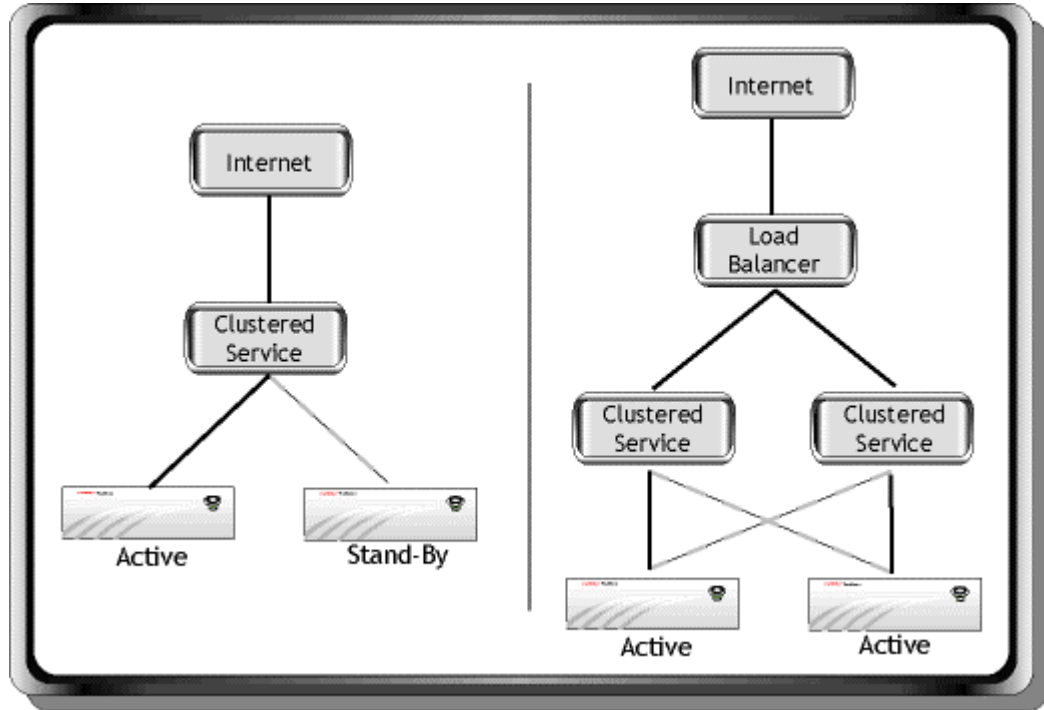 Internet
Clustered
Service
Active
Stand-By
Internet
Load
Balancer
Clustered
Service
Clustered
Service
Active
Active